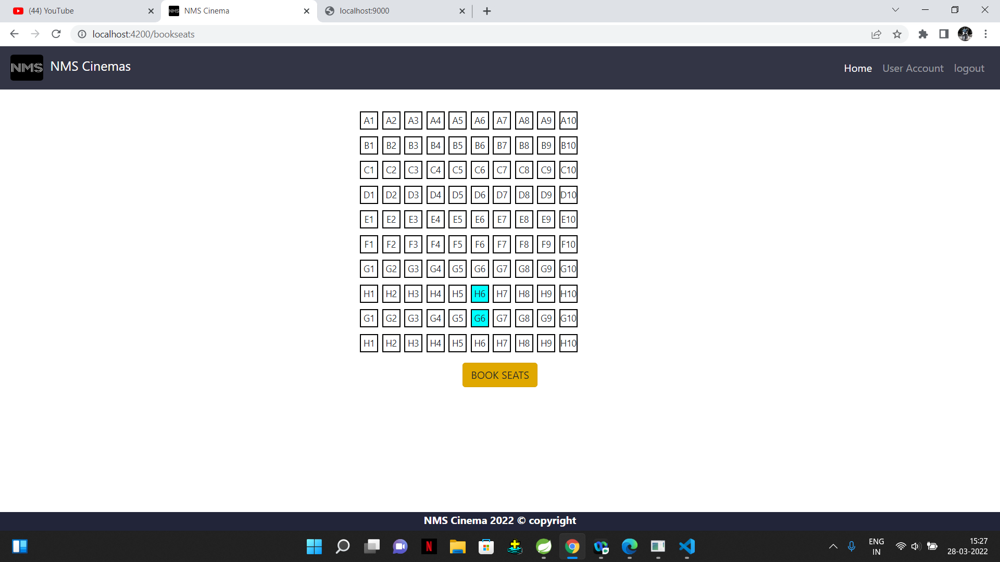 (44) YouTube
NMS
NMS Cinema
localhost:9000
localhost:4200/bookseats
NMS
NMS Cinemas
Home
User Account
logout
A1 A2 A3 A4 A5 A6 A7 A8 A9 A10
B1 B2 B3 B4 B5 B6 B7 B8 B9 B10
C1 C2 C3 C4 C5 C6 C7 C8 C9 C10
D1 D2 D3 D4 D5 D6 D7 D8 D9 D10
E1 E2 E3 E4 E5 E6 E7 E8 E9 E10
F1 F2 F3 F4 F5 F6 F7 F8 F9 F10
G1 G2 G3 G4 G5 G6 G7 G8 G9 G10
H1 H2 H3 H4 H5 H6 H7 H8 H9 H10
G1 G2 G3 G4 G5 G6 G7 G8 G9 G10
H1 H2 H3 H4 H5 H6 H7 H8 H9 H10
BOOK SEATS
NMS Cinema 2022 © copyright
N
ENG
IN
15:27
28-03-2022